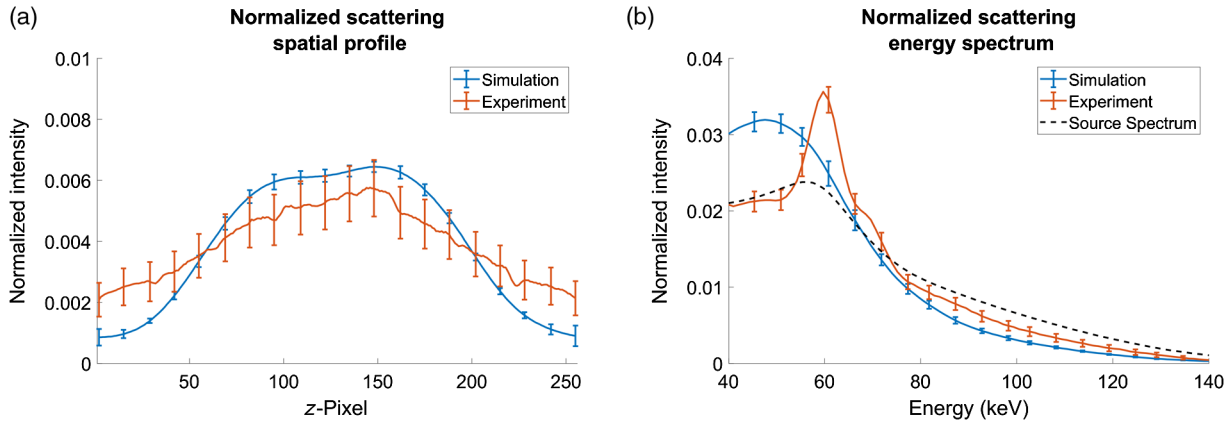 (a)
Normalized scattering
spatial profile
0.01
0.008
0.006
0.004
0.002
0
Normalized intensity
Simulation
Experiment
50
100
150
200
250
z-Pixel
(b)
Normalized scattering
energy spectrum
0.04
0.03
0.02
0.01
0
Normalized intensity
Simulation
Experiment
Source Spectrum
40
60
80
100
120
140
Energy (keV)